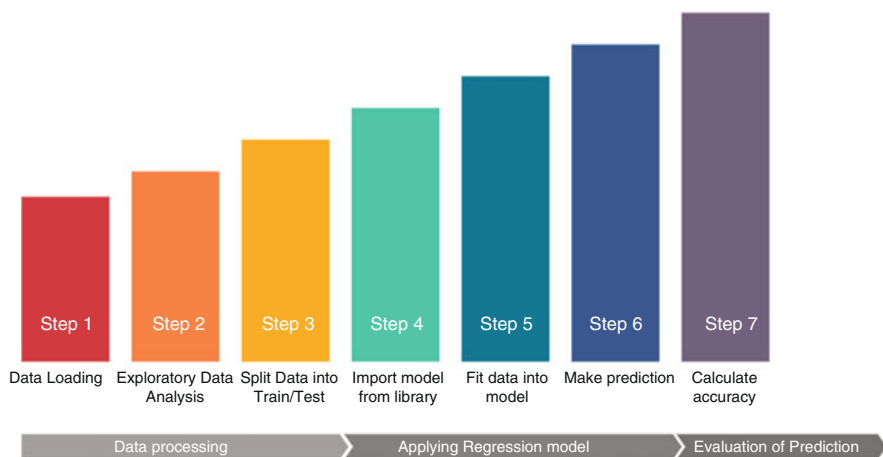 Step 1
Step 2
Step 3
Step 4
Step 5
Step 6
Step 7
Data Loading
Exploratory Data
Analysis
Split Data into
Train/Test
Import model
from library
Fit data into
model
Make prediction
Calculate
accuracy
Data processing
Applying Regression model
Evaluation of Prediction